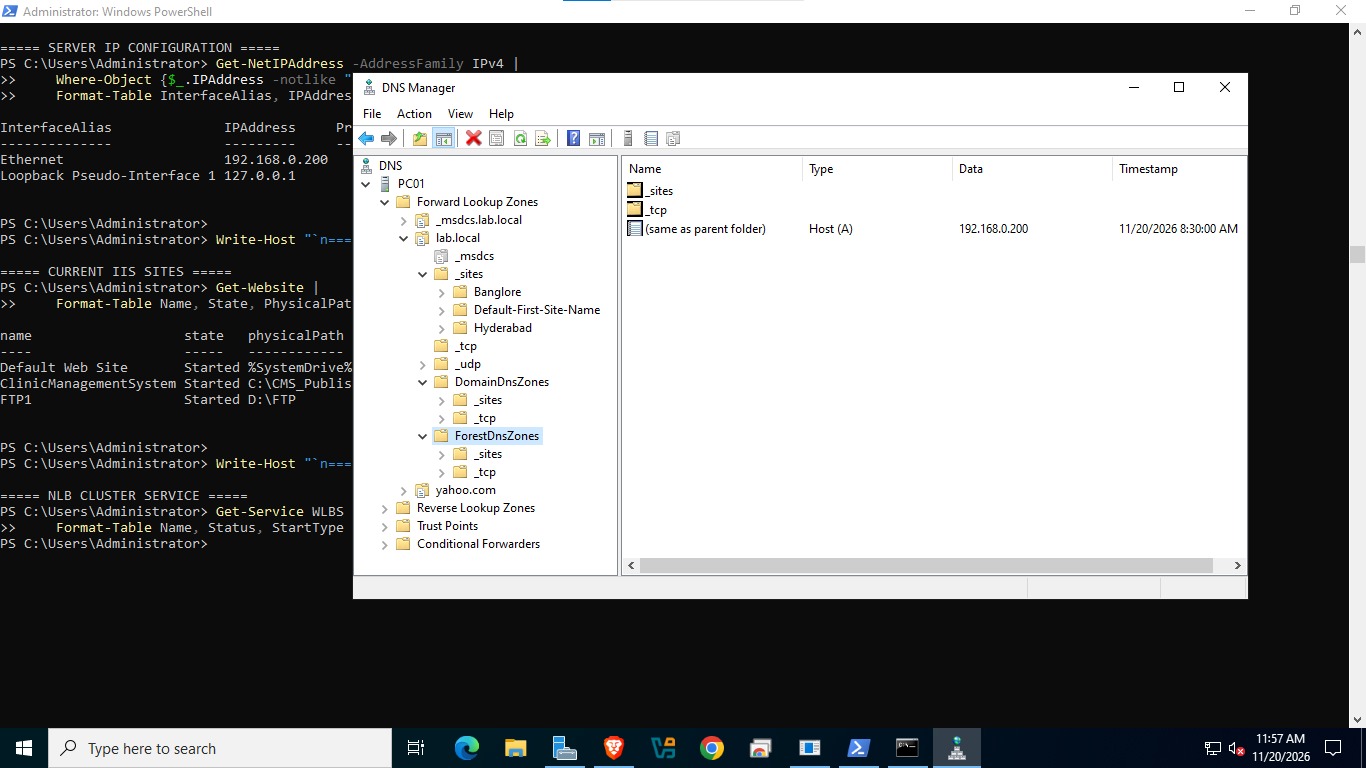 Administrator: Windows PowerShell
===== SERVER IP CONFIGURATION =====
PS C:\Users\Administrator> Get-NetIPAddress -AddressFamily IPv4 |
>>     Where-Object {$_.IPAddress -notlike "
>>     Format-Table InterfaceAlias, IPAddres
InterfaceAlias              IPAddress     Pr
--------------              ---------     --
Ethernet                    192.168.0.200
Loopback Pseudo-Interface 1 127.0.0.1
PS C:\Users\Administrator>
PS C:\Users\Administrator> Write-Host "`n===
===== CURRENT IIS SITES =====
PS C:\Users\Administrator> Get-Website |
>>     Format-Table Name, State, PhysicalPat
name                   state   physicalPath
----                   -----   ------------
Default Web Site       Started %SystemDrive%
ClinicManagementSystem Started C:\CMS_Publis
FTP1                   Started D:\FTP
PS C:\Users\Administrator>
PS C:\Users\Administrator> Write-Host "`n===
===== NLB CLUSTER SERVICE =====
PS C:\Users\Administrator> Get-Service WLBS
>>     Format-Table Name, Status, StartType
PS C:\Users\Administrator>
DNS Manager
File Action View Help
DNS
PC01
Forward Lookup Zones
_msdcs.lab.local
lab.local
_msdcs
_sites
Banglore
Default-First-Site-Name
Hyderabad
_tcp
_udp
DomainDnsZones
_sites
_tcp
ForestDnsZones
_sites
_tcp
yahoo.com
Reverse Lookup Zones
Trust Points
Conditional Forwarders
Name Type Data Timestamp
_sites
_tcp
(same as parent folder) Host (A) 192.168.0.200 11/20/2026 8:30:00 AM
Type here to search
11:57 AM
11/20/2026